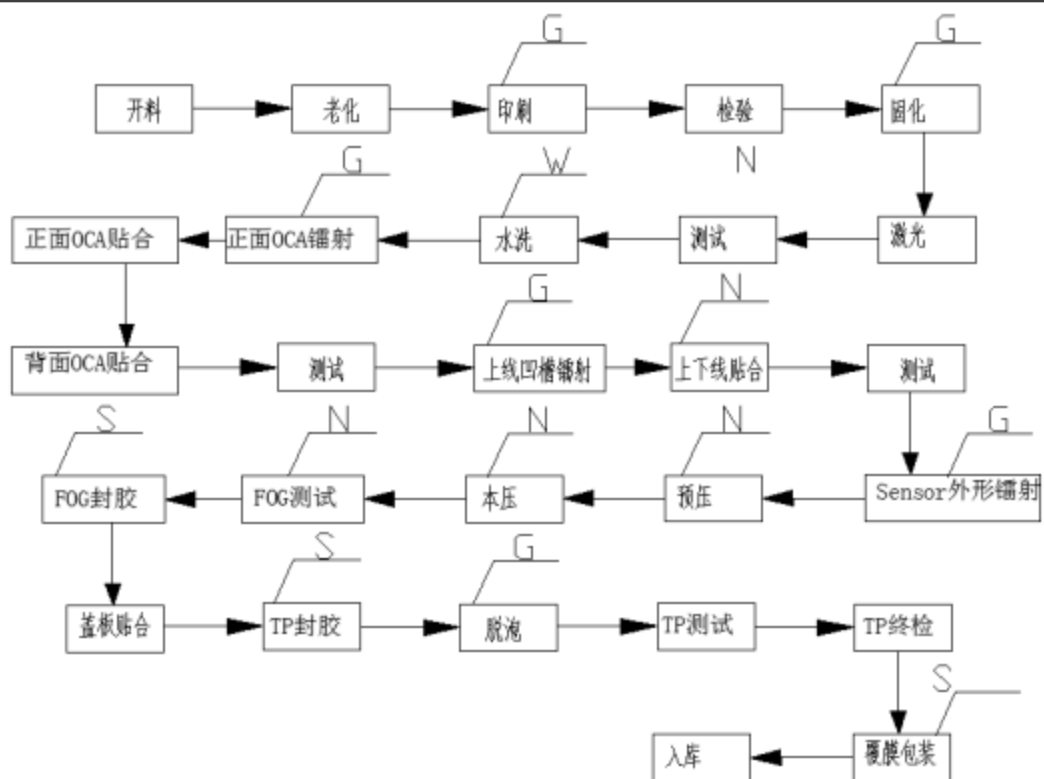 G G
开料 老化 印刷 检验 固化
G W N
正面OCA贴合 正面OCA镭射 水洗 测试 激光
G N
背面OCA贴合 测试 上线凹槽镭射 上下线贴合 测试
S N N N G
FOG封胶 FOG测试 本压 预压 Sensor外形镭射
S G
盖板贴合 TP封胶 脱泡 TP测试 TP终检
S
入库 覆膜包装